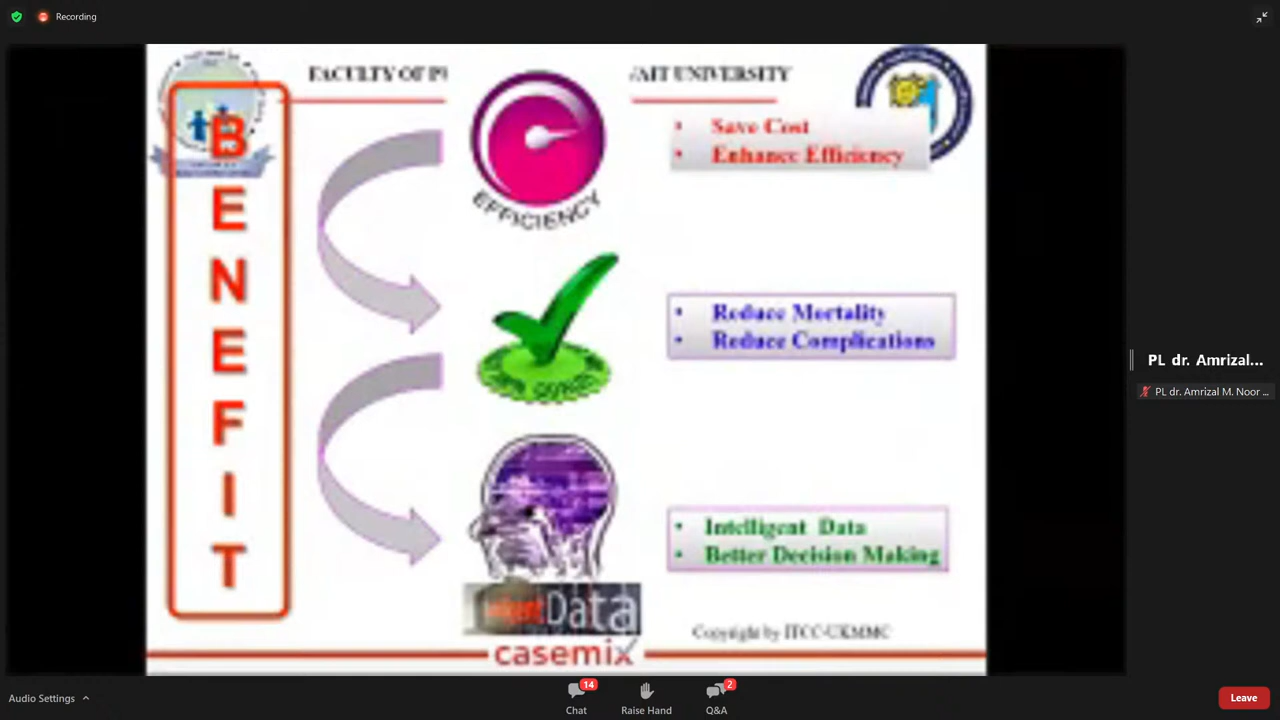 Recording
FACULTY OF P
AIT UNIVERSITY
BENEFIT
EFFICIENCY
• Save Cost
• Enhance Efficiency
• Reduce Mortality
• Reduce Complications
• Intelligent Data
• Better Decision Making
Data
Copyright by ITCC-UKMMC
casemix
PL dr. Amrizal...
PL dr. Amrizal M. Noor ...
Audio Settings
14
Chat
Raise Hand
2
Q&A
Leave